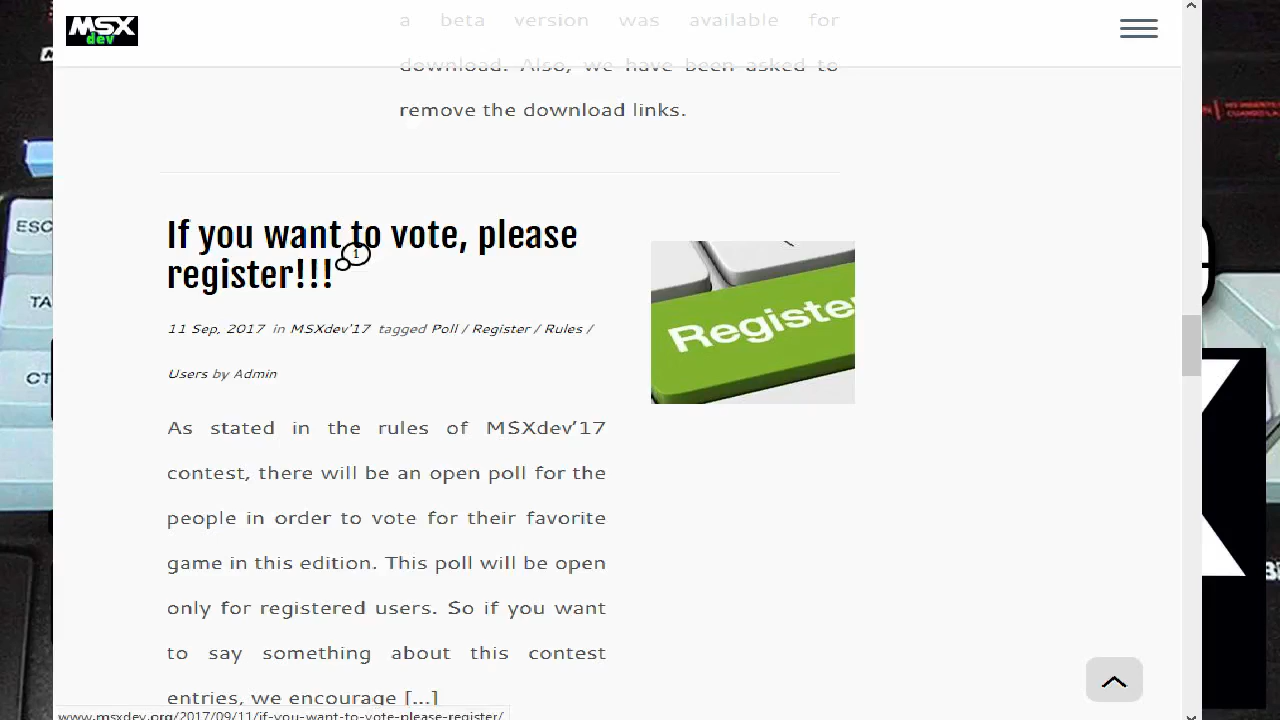 MSX
dev
a beta version was available for
download. Also, we have been asked to
remove the download links.
ESC
TA
CT
If you want to vote, please
register!!!
1
11 Sep, 2017 in MSXdev'17 tagged Poll / Register / Rules /
Users by Admin
Register
As stated in the rules of MSXdev’17
contest, there will be an open poll for the
people in order to vote for their favorite
game in this edition. This poll will be open
only for registered users. So if you want
to say something about this contest
entries, we encourage [...]
www.msxdev.org/2017/09/11/if-you-want-to-vote-please-register/